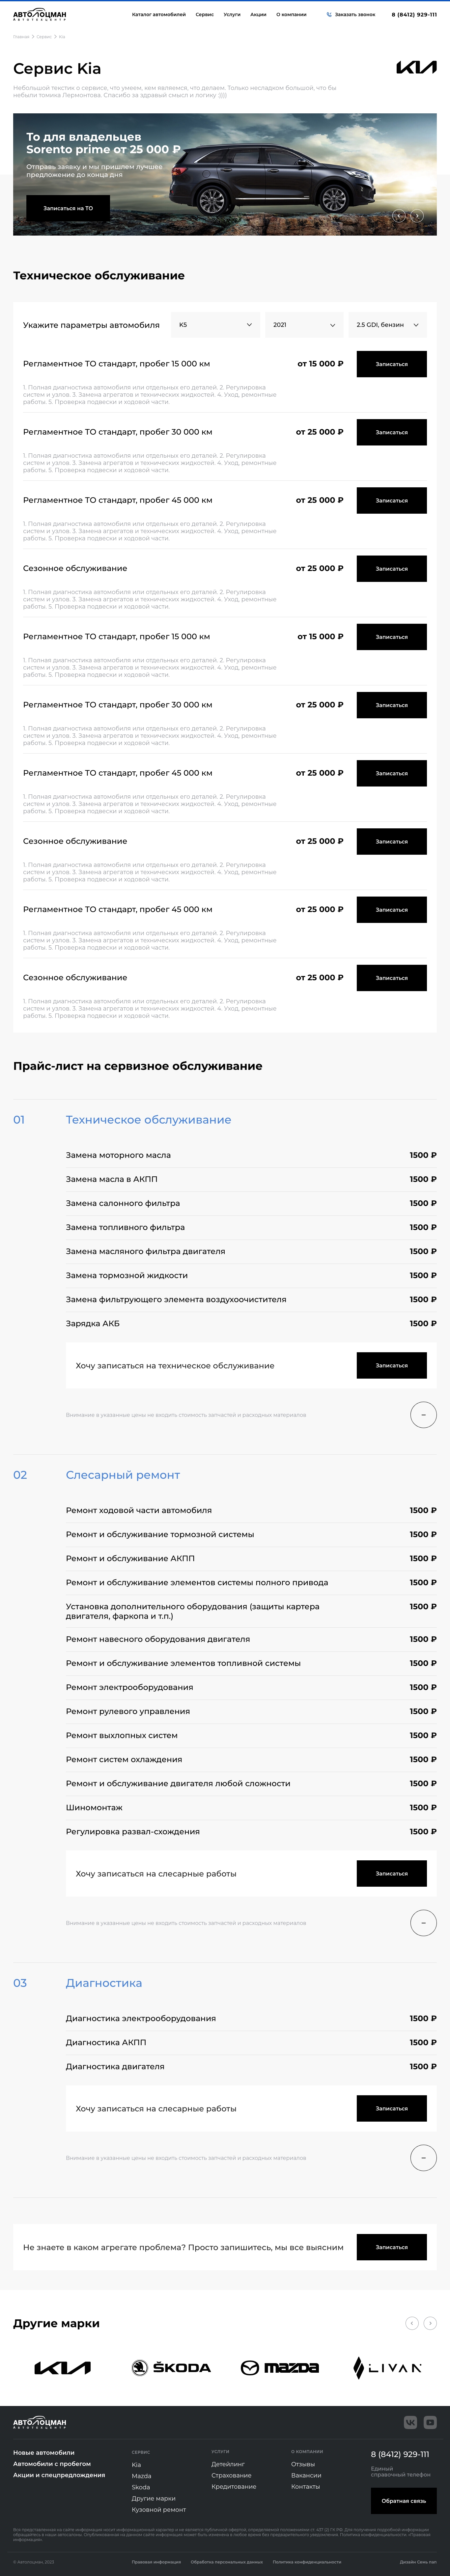 АВТО ЛОЦМАН
АВТОЦЕНТР
Каталог автомобилей Сервис Услуги Акции О компании Заказать звонок 8 (8412) 929-111
Главная > Сервис > Kia
Сервис Kia
Небольшой текстик о сервисе, что умеем, кем являемся, что делаем. Только несладком большой, что бы
небыли томика Лермонтова. Спасибо за здравый смысл и логику :))))
То для владельцев
Sorento prime от 25 000 ₽
Отправь заявку и мы пришлем лучшее
предложение до конца дня
Записаться на ТО
Техническое обслуживание
Укажите параметры автомобиля K5 2021 2.5 GDI, бензин
Регламентное ТО стандарт, пробег 15 000 км от 15 000 ₽ Записаться
1. Полная диагностика автомобиля или отдельных его деталей. 2. Регулировка
систем и узлов. 3. Замена агрегатов и технических жидкостей. 4. Уход, ремонтные
работы. 5. Проверка подвески и ходовой части.
Регламентное ТО стандарт, пробег 30 000 км от 25 000 ₽ Записаться
1. Полная диагностика автомобиля или отдельных его деталей. 2. Регулировка
систем и узлов. 3. Замена агрегатов и технических жидкостей. 4. Уход, ремонтные
работы. 5. Проверка подвески и ходовой части.
Регламентное ТО стандарт, пробег 45 000 км от 25 000 ₽ Записаться
1. Полная диагностика автомобиля или отдельных его деталей. 2. Регулировка
систем и узлов. 3. Замена агрегатов и технических жидкостей. 4. Уход, ремонтные
работы. 5. Проверка подвески и ходовой части.
Сезонное обслуживание от 25 000 ₽ Записаться
1. Полная диагностика автомобиля или отдельных его деталей. 2. Регулировка
систем и узлов. 3. Замена агрегатов и технических жидкостей. 4. Уход, ремонтные
работы. 5. Проверка подвески и ходовой части.
Регламентное ТО стандарт, пробег 15 000 км от 15 000 ₽ Записаться
1. Полная диагностика автомобиля или отдельных его деталей. 2. Регулировка
систем и узлов. 3. Замена агрегатов и технических жидкостей. 4. Уход, ремонтные
работы. 5. Проверка подвески и ходовой части.
Регламентное ТО стандарт, пробег 30 000 км от 25 000 ₽ Записаться
1. Полная диагностика автомобиля или отдельных его деталей. 2. Регулировка
систем и узлов. 3. Замена агрегатов и технических жидкостей. 4. Уход, ремонтные
работы. 5. Проверка подвески и ходовой части.
Регламентное ТО стандарт, пробег 45 000 км от 25 000 ₽ Записаться
1. Полная диагностика автомобиля или отдельных его деталей. 2. Регулировка
систем и узлов. 3. Замена агрегатов и технических жидкостей. 4. Уход, ремонтные
работы. 5. Проверка подвески и ходовой части.
Сезонное обслуживание от 25 000 ₽ Записаться
1. Полная диагностика автомобиля или отдельных его деталей. 2. Регулировка
систем и узлов. 3. Замена агрегатов и технических жидкостей. 4. Уход, ремонтные
работы. 5. Проверка подвески и ходовой части.
Регламентное ТО стандарт, пробег 45 000 км от 25 000 ₽ Записаться
1. Полная диагностика автомобиля или отдельных его деталей. 2. Регулировка
систем и узлов. 3. Замена агрегатов и технических жидкостей. 4. Уход, ремонтные
работы. 5. Проверка подвески и ходовой части.
Сезонное обслуживание от 25 000 ₽ Записаться
1. Полная диагностика автомобиля или отдельных его деталей. 2. Регулировка
систем и узлов. 3. Замена агрегатов и технических жидкостей. 4. Уход, ремонтные
работы. 5. Проверка подвески и ходовой части.
Прайс-лист на сервизное обслуживание
01 Техническое обслуживание
Замена моторного масла 1500 ₽
Замена масла в АКПП 1500 ₽
Замена салонного фильтра 1500 ₽
Замена топливного фильтра 1500 ₽
Замена масляного фильтра двигателя 1500 ₽
Замена тормозной жидкости 1500 ₽
Замена фильтрующего элемента воздухоочистителя 1500 ₽
Зарядка АКБ 1500 ₽
Хочу записаться на техническое обслуживание Записаться
Внимание в указанные цены не входить стоимость запчастей и расходных материалов
02 Слесарный ремонт
Ремонт ходовой части автомобиля 1500 ₽
Ремонт и обслуживание тормозной системы 1500 ₽
Ремонт и обслуживание АКПП 1500 ₽
Ремонт и обслуживание элементов системы полного привода 1500 ₽
Установка дополнительного оборудования (защиты картера 1500 ₽
двигателя, фаркопа и т.п.)
Ремонт навесного оборудования двигателя 1500 ₽
Ремонт и обслуживание элементов топливной системы 1500 ₽
Ремонт электрооборудования 1500 ₽
Ремонт рулевого управления 1500 ₽
Ремонт выхлопных систем 1500 ₽
Ремонт систем охлаждения 1500 ₽
Ремонт и обслуживание двигателя любой сложности 1500 ₽
Шиномонтаж 1500 ₽
Регулировка развал-схождения 1500 ₽
Хочу записаться на слесарные работы Записаться
Внимание в указанные цены не входить стоимость запчастей и расходных материалов
03 Диагностика
Диагностика электрооборудования 1500 ₽
Диагностика АКПП 1500 ₽
Диагностика двигателя 1500 ₽
Хочу записаться на слесарные работы Записаться
Внимание в указанные цены не входить стоимость запчастей и расходных материалов
Не знаете в каком агрегате проблема? Просто запишитесь, мы все выясним Записаться
Другие марки
KIA ŠKODA mazda LIVAN
АВТО ЛОЦМАН
АВТОЦЕНТР
Новые автомобили
Автомобили с пробегом
Акции и спецпредложения
СЕРВИС
Kia
Mazda
Skoda
Другие марки
Кузовной ремонт
УСЛУГИ
Детейлинг
Страхование
Кредитование
О КОМПАНИИ
Отзывы
Вакансии
Контакты
8 (8412) 929-111
Единый
справочный телефон
Обратная связь
© Автолоцман, 2023 Правовая информация Обработка персональных данных Политика конфиденциальности